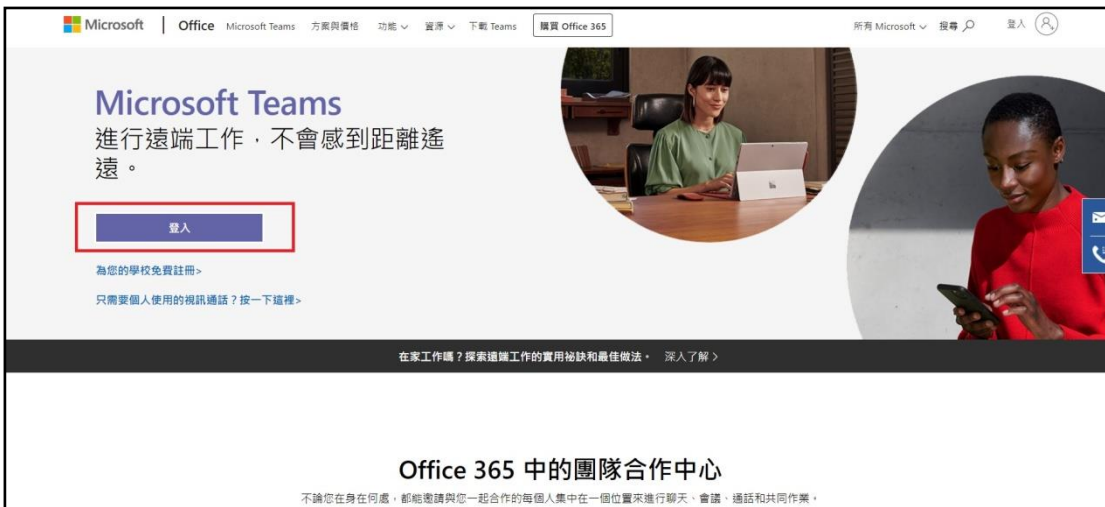 Microsoft | Office Microsoft Teams 方案與價格 功能 資源 下載 Teams 購買 Office 365 所有 Microsoft 搜尋 登入
Microsoft Teams
進行遠端工作，不會感到距離遙
遠。
登入
為您的學校免費註冊>
只需要個人使用的視訊通話？按一下這裡>
在家工作嗎？探索遠端工作的實用祕訣和最佳做法。 深入了解 >
Office 365 中的團隊合作中心
不論您在身在何處，都能邀請與您一起合作的每個人集中在一個位置來進行聊天、會議、通話和共同作業。